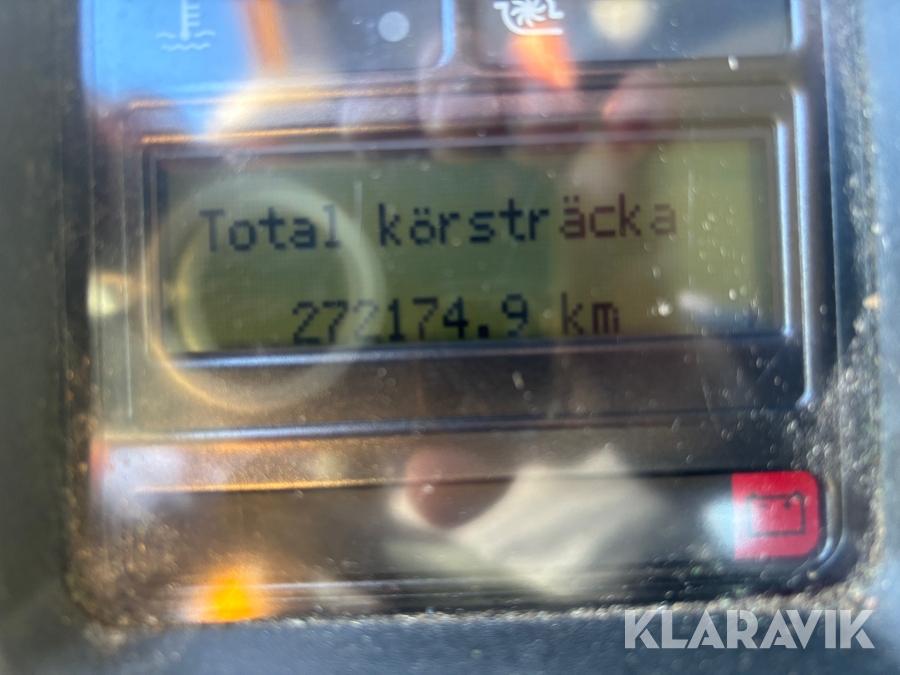 Total körsträcka
272174.9 km
KLARAVIK